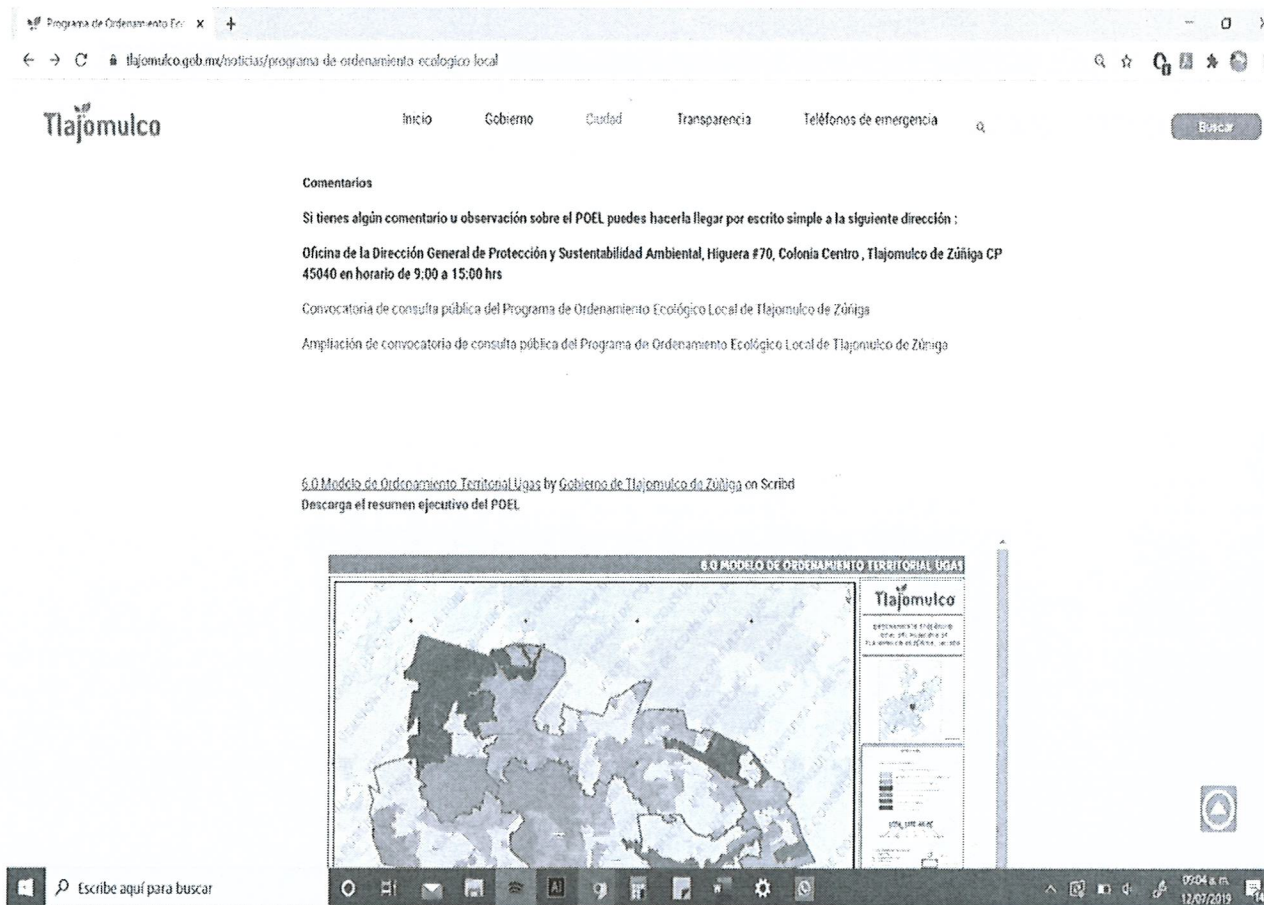 Programa de Ordenamiento Eco
tlajomulco.gob.mx/noticias/programa-de-ordenamiento-ecologico-local
Tlajomulco
Inicio Gobierno Ciudad Transparencia Teléfonos de emergencia
Buscar
Comentarios
Si tienes algún comentario u observación sobre el POEL puedes hacerla llegar por escrito simple a la siguiente dirección :
Oficina de la Dirección General de Protección y Sustentabilidad Ambiental, Higuera #70, Colonia Centro , Tlajomulco de Zúñiga CP
45040 en horario de 9:00 a 15:00 hrs
Convocatoria de consulta pública del Programa de Ordenamiento Ecológico Local de Tlajomulco de Zúñiga
Ampliación de convocatoria de consulta pública del Programa de Ordenamiento Ecológico Local de Tlajomulco de Zúñiga
6.0 Modelo de Ordenamiento Territorial Ugas by Gobierno de Tlajomulco de Zúñiga on Scribd
Descarga el resumen ejecutivo del POEL
6.0 MODELO DE ORDENAMIENTO TERRITORIAL UGAS
Tlajomulco
Escribe aquí para buscar
09:04 a. m.
12/07/2019
14